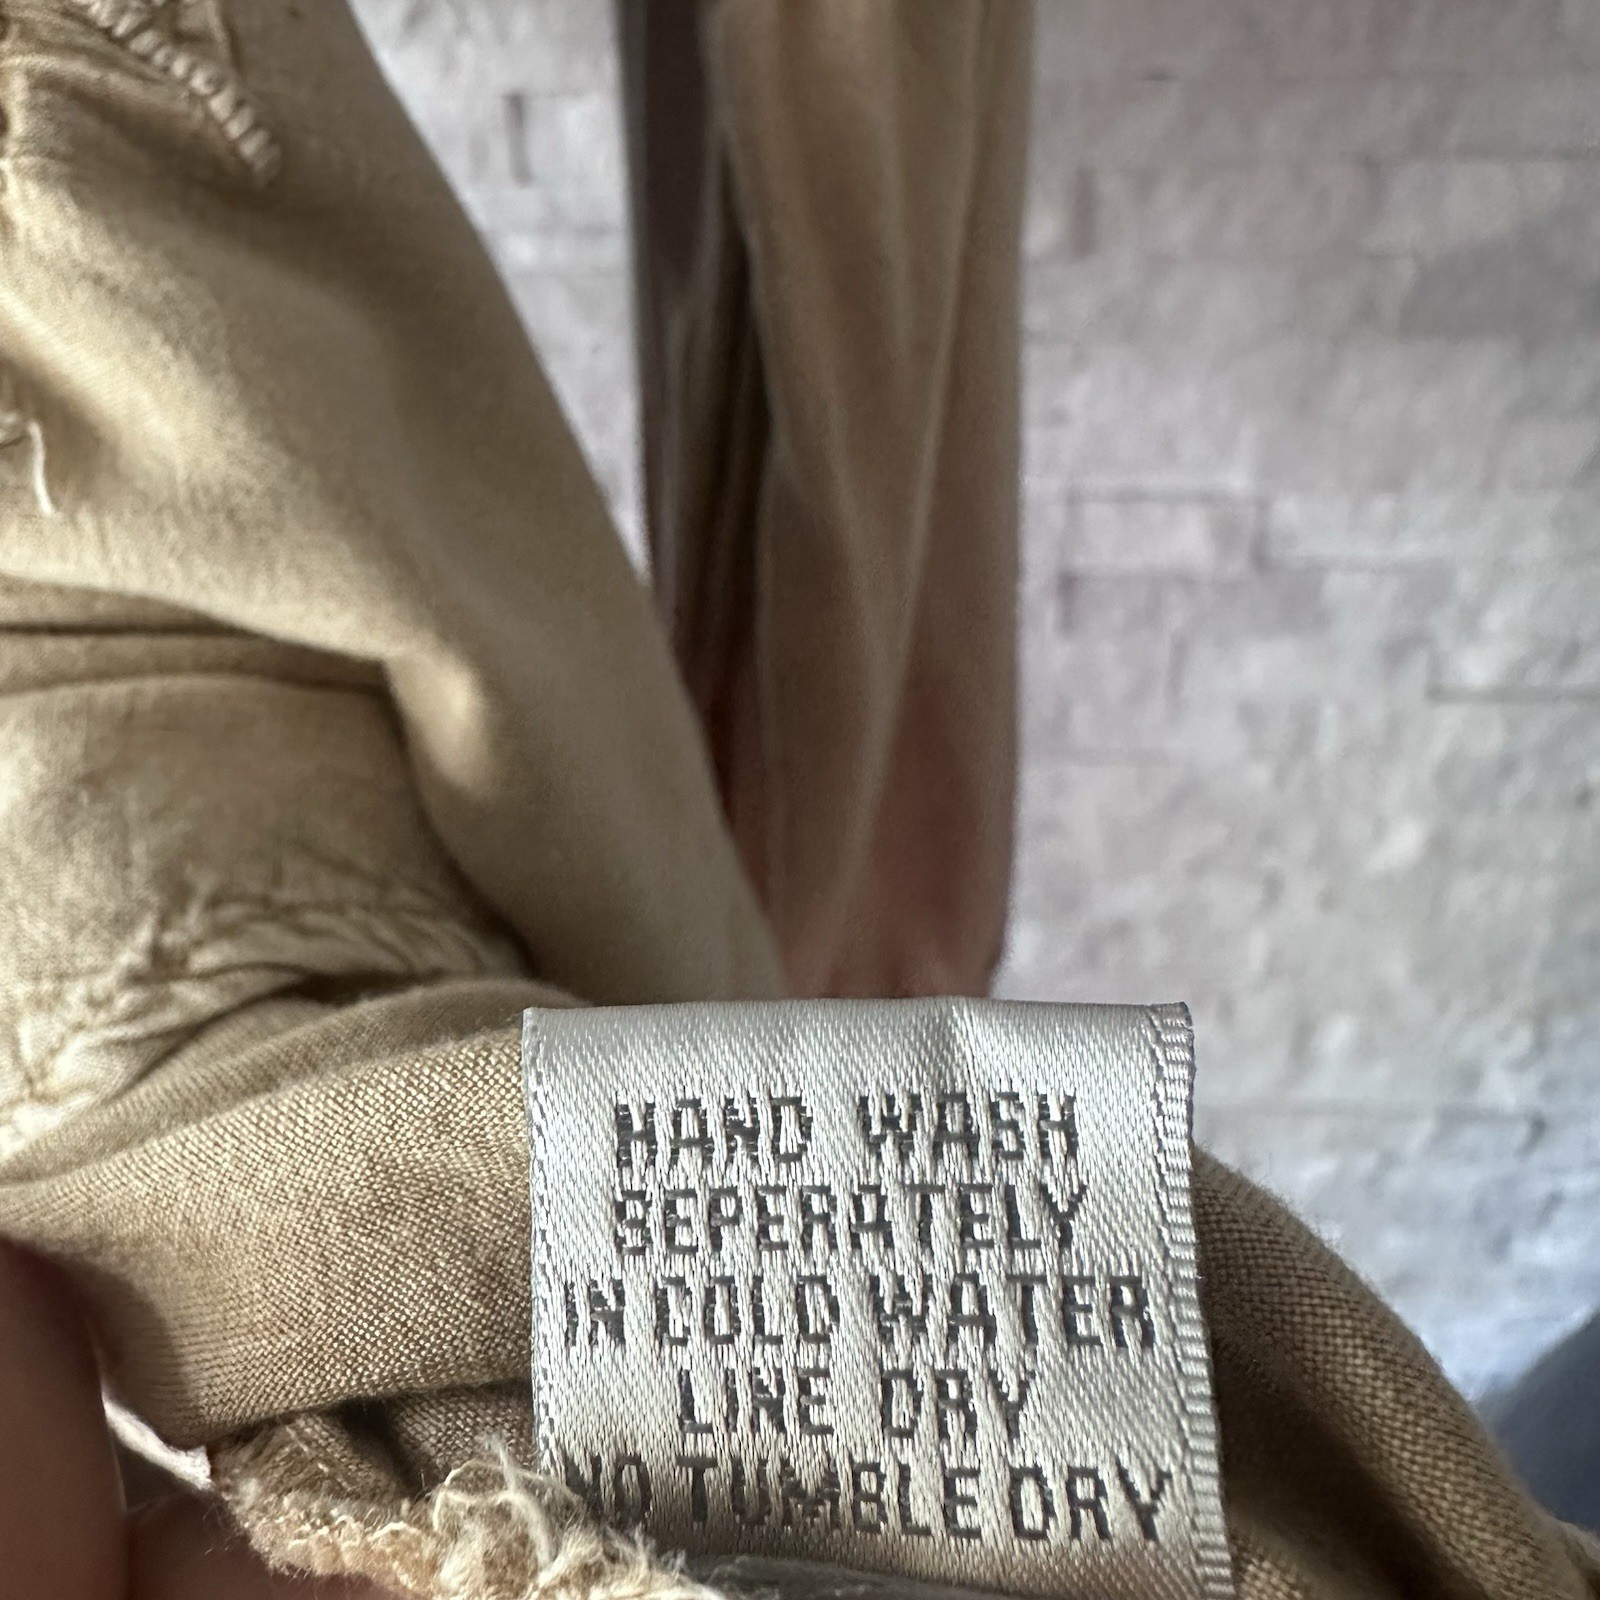 HAND WASH
SEPERATELY
IN COLD WATER
LINE DRY
NO TUMBLE DRY